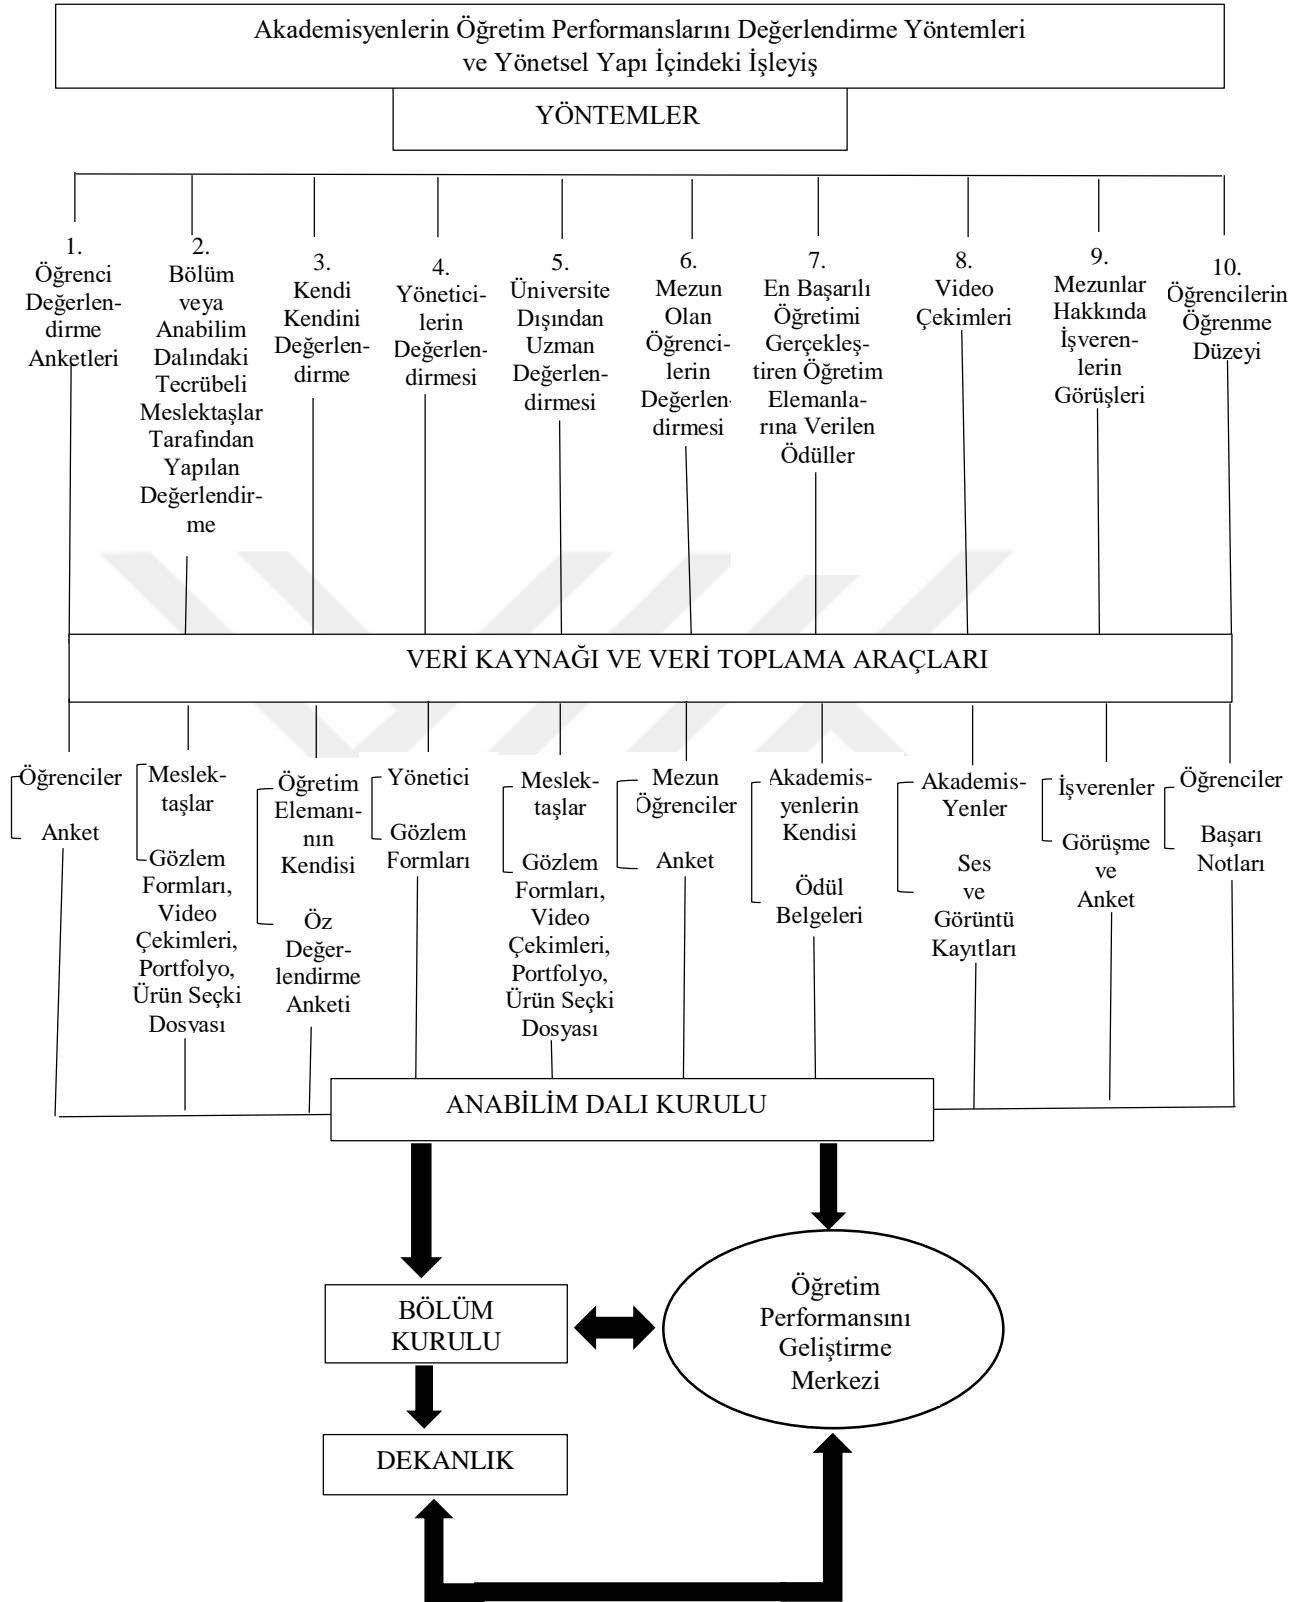 Akademisyenlerin Öğretim Performanslarını Değerlendirme Yöntemleri
ve Yönetsel Yapı İçindeki İşleyiş
YÖNTEMLER
1.
Öğrenci
Değerlen-
dirme
Anketleri
2.
Bölüm
veya
Anabilim
Dalındaki
Tecrübeli
Meslektaşlar
Tarafından
Yapılan
Değerlendir-
me
3.
Kendi
Kendini
Değerlen-
dirme
4.
Yönetici-
lerin
Değerlen-
dirmesi
5.
Üniversite
Dışından
Uzman
Değerlen-
dirmesi
6.
Mezun
Olan
Öğrenci-
lerin
Değerlen-
dirmesi
7.
En Başarılı
Öğretimi
Gerçekleş-
tiren Öğretim
Elemanla-
rına Verilen
Ödüller
8.
Video
Çekimleri
9.
Mezunlar
Hakkında
İşveren-
lerin
Görüşleri
10.
Öğrencilerin
Öğrenme
Düzeyi
VERİ KAYNAĞI VE VERİ TOPLAMA ARAÇLARI
Öğrenciler
Anket
Meslek-
taşlar
Gözlem
Formları,
Video
Çekimleri,
Portfolyo,
Ürün Seçki
Dosyası
Öğretim
Elemanı-
nın
Kendisi
Öz
Değer-
lendirme
Anketi
Yönetici
Gözlem
Formları
Meslek-
taşlar
Gözlem
Formları,
Video
Çekimleri,
Portfolyo,
Ürün Seçki
Dosyası
Mezun
Öğrenciler
Anket
Akademis-
yenlerin
Kendisi
Ödül
Belgeleri
Akademis-
Yenler
Ses
ve
Görüntü
Kayıtları
İşverenler
Görüşme
ve
Anket
Öğrenciler
Başarı
Notları
ANABİLİM DALI KURULU
BÖLÜM
KURULU
Öğretim
Performansını
Geliştirme
Merkezi
DEKANLIK